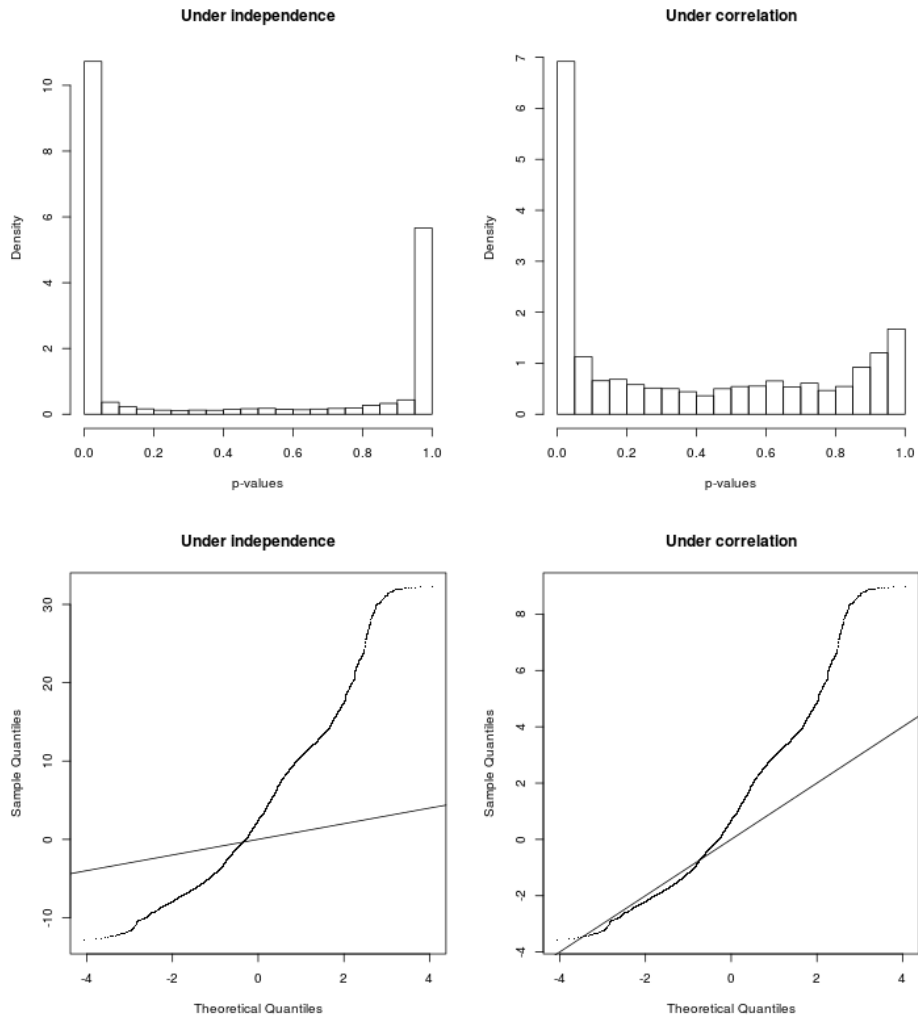 Under independence
Density
0 2 4 6 8 10
0.0 0.2 0.4 0.6 0.8 1.0
p-values
Under correlation
Density
0 1 2 3 4 5 6 7
0.0 0.2 0.4 0.6 0.8 1.0
p-values
Under independence
Sample Quantiles
-10 0 10 20 30
-4 -2 0 2 4
Theoretical Quantiles
Under correlation
Sample Quantiles
-4 -2 0 2 4 6 8
-4 -2 0 2 4
Theoretical Quantiles